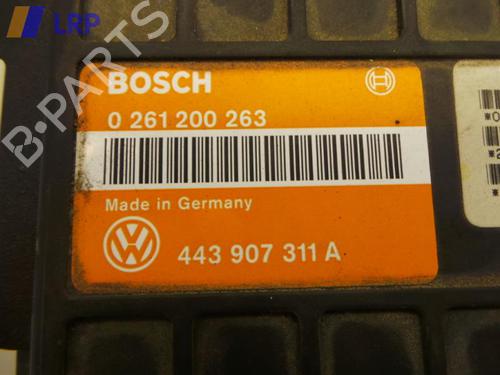 LRP
BOSCH
0 261 200 263
Made in Germany
443 907 311 A
B-PARTS